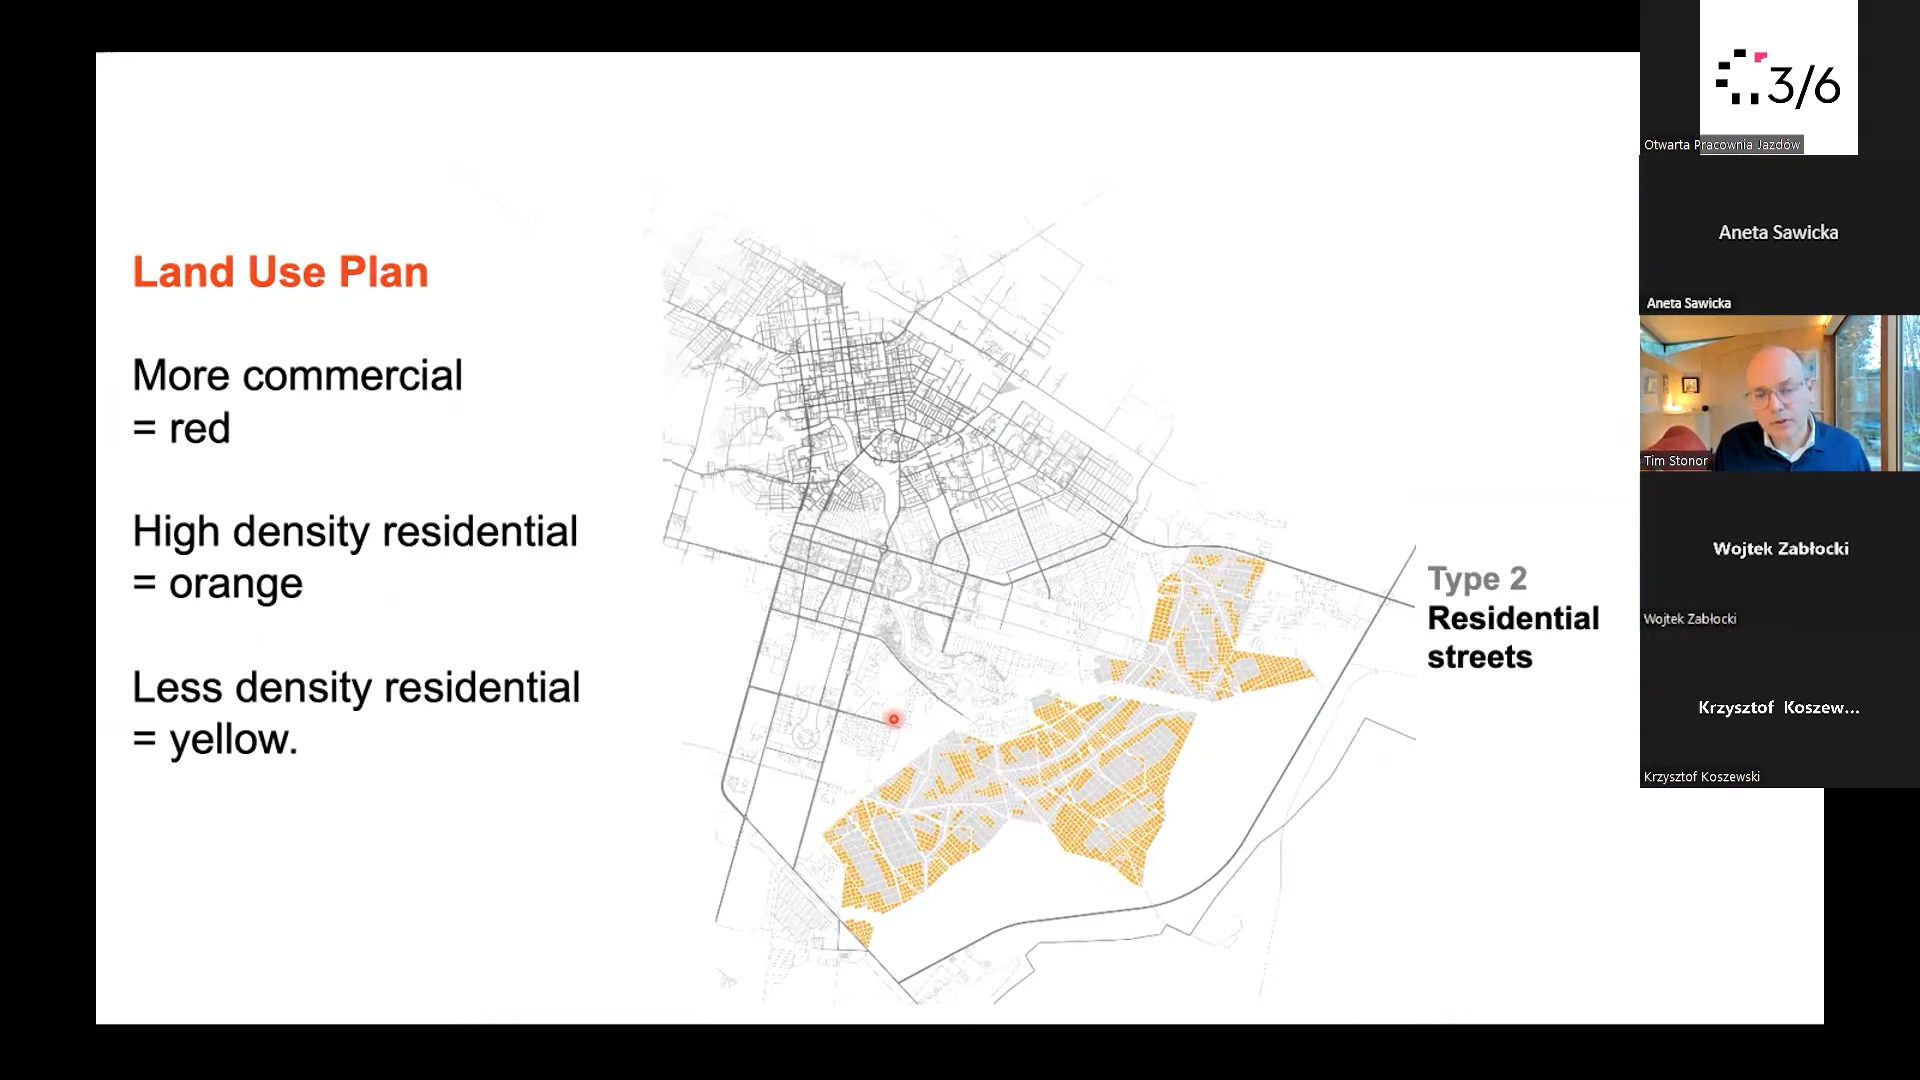 Land Use Plan
More commercial
= red
High density residential
= orange
Less density residential
= yellow.
Type 2
Residential
streets
3/6
Otwarta Pracownia Jazdów
Aneta Sawicka
Aneta Sawicka
Tim Stonor
Wojtek Zabłocki
Wojtek Zabłocki
Krzysztof Koszew...
Krzysztof Koszewski